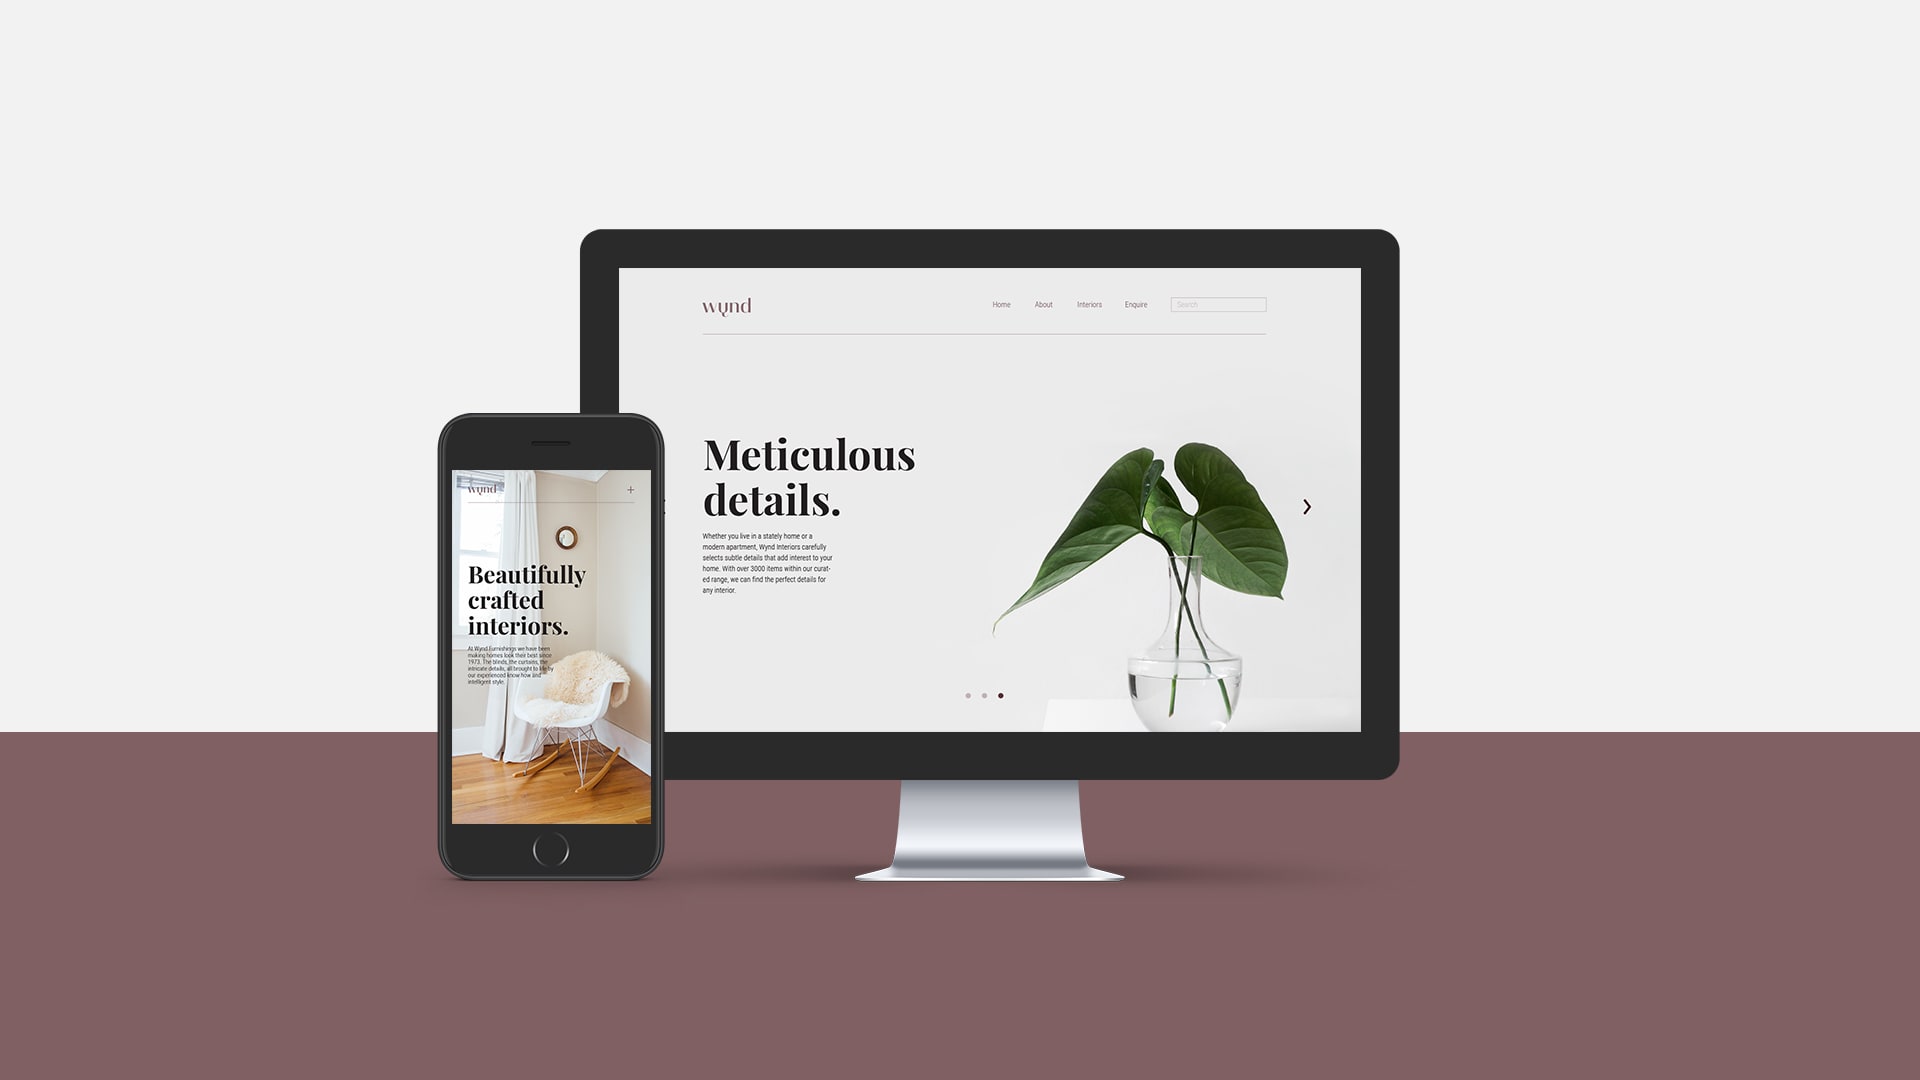 wynd
Home About Interiors Enquire Search
Meticulous
details.
Whether you live in a stately home or a
modern apartment, Wynd Interiors carefully
selects subtle details that add interest to your
home. With over 3000 items within our curat-
ed range, we can find the perfect details for
any interior.
wynd
Beautifully
crafted
interiors.
At Wynd Furnishings we have been
making homes look their best since
1973. The blinds, the curtains, the
intricate details, all brought to life by
our experienced know how and
intelligent style.